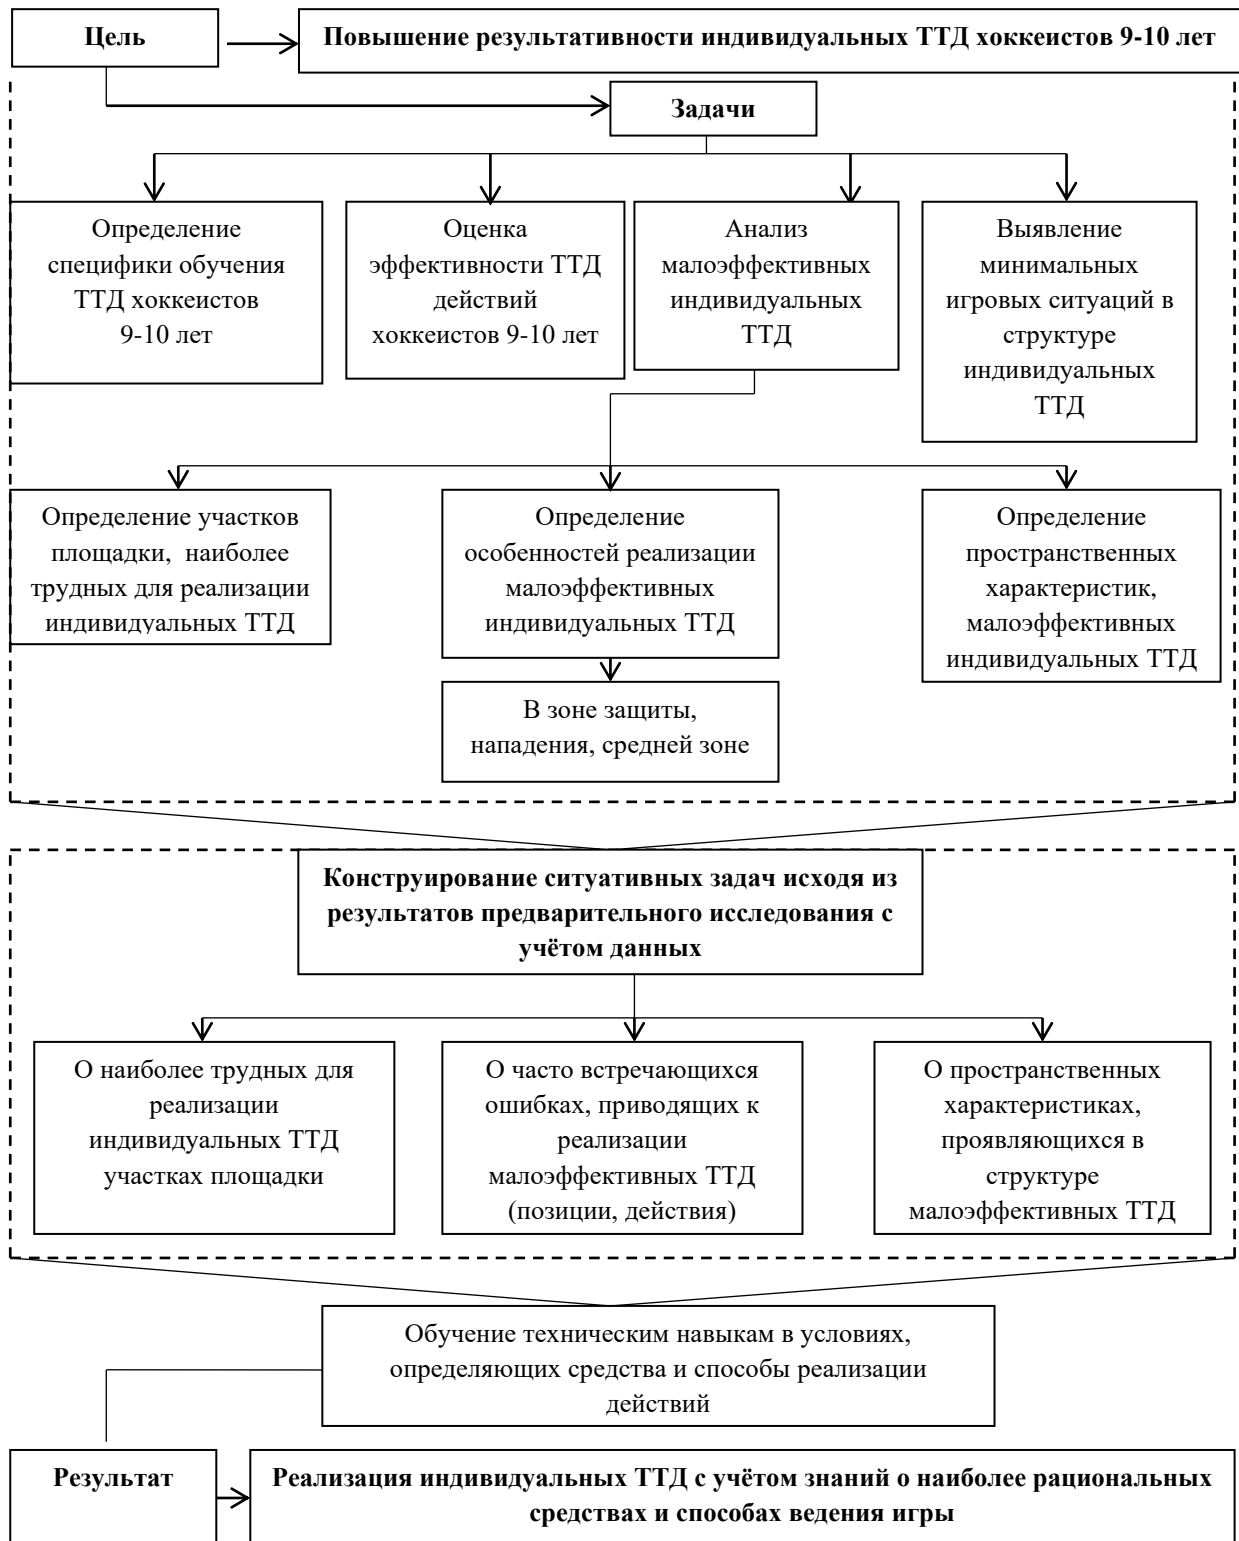 Цель
Повышение результативности индивидуальных ТТД хоккеистов 9-10 лет
Задачи
Определение
специфики обучения
ТТД хоккеистов
9-10 лет
Оценка
эффективности ТТД
действий
хоккеистов 9-10 лет
Анализ
малоэффективных
индивидуальных
ТТД
Выявление
минимальных
игровых ситуаций в
структуре
индивидуальных
ТТД
Определение участков
площадки, наиболее
трудных для реализации
индивидуальных ТТД
Определение
особенностей реализации
малоэффективных
индивидуальных ТТД
Определение
пространственных
характеристик,
малоэффективных
индивидуальных ТТД
В зоне защиты,
нападения, средней зоне
Конструирование ситуативных задач исходя из
результатов предварительного исследования с
учётом данных
О наиболее трудных для
реализации
индивидуальных ТТД
участках площадки
О часто встречающихся
ошибках, приводящих к
реализации
малоэффективных ТТД
(позиции, действия)
О пространственных
характеристиках,
проявляющихся в
структуре
малоэффективных ТТД
Обучение техническим навыкам в условиях,
определяющих средства и способы реализации
действий
Результат
Реализация индивидуальных ТТД с учётом знаний о наиболее рациональных
средствах и способах ведения игры